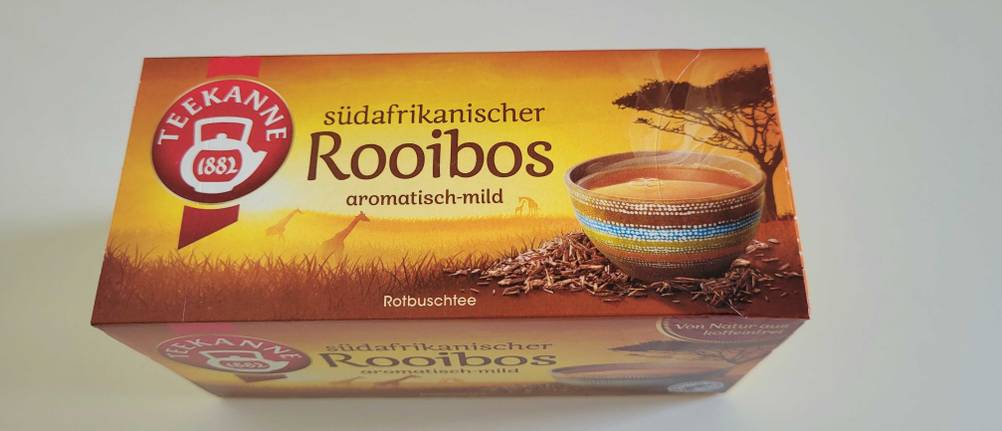 TEEKANNE
1882
südafrikanischer
Rooibos
aromatisch-mild
Rotbuschtee
TEEKANNE
1882
südafrikanischer
Rooibos
aromatisch-mild
Von Natur aus
koffeinfrei